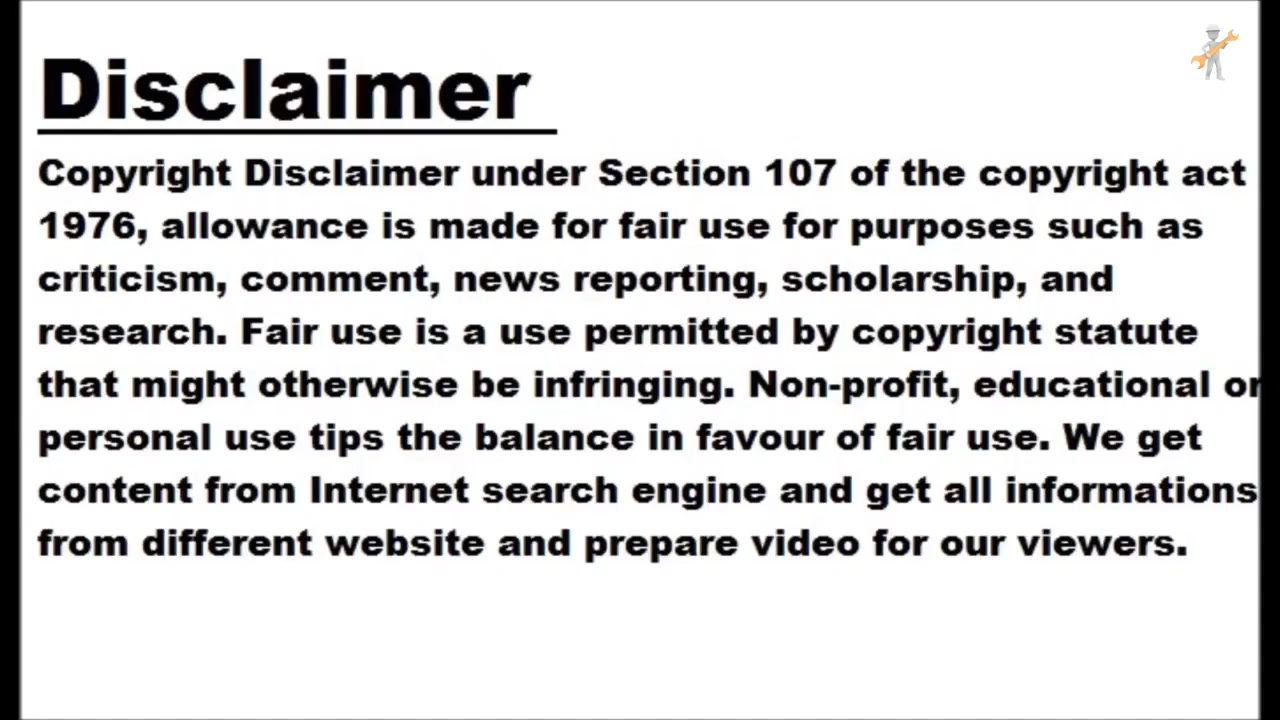 Disclaimer
Copyright Disclaimer under Section 107 of the copyright act
1976, allowance is made for fair use for purposes such as
criticism, comment, news reporting, scholarship, and
research. Fair use is a use permitted by copyright statute
that might otherwise be infringing. Non-profit, educational or
personal use tips the balance in favour of fair use. We get
content from Internet search engine and get all informations
from different website and prepare video for our viewers.